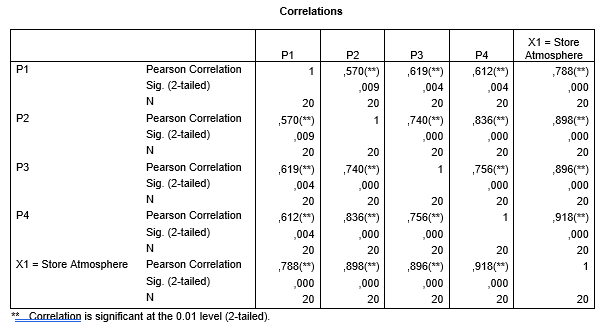 Correlations
P1 P2 P3 P4 X1 = Store Atmosphere
P1 Pearson Correlation 1 ,570(**) ,619(**) ,612(**) ,788(**)
Sig. (2-tailed) ,009 ,004 ,004 ,000
N 20 20 20 20 20
P2 Pearson Correlation ,570(**) 1 ,740(**) ,836(**) ,898(**)
Sig. (2-tailed) ,009 ,000 ,000 ,000
N 20 20 20 20 20
P3 Pearson Correlation ,619(**) ,740(**) 1 ,756(**) ,896(**)
Sig. (2-tailed) ,004 ,000 ,000 ,000
N 20 20 20 20 20
P4 Pearson Correlation ,612(**) ,836(**) ,756(**) 1 ,918(**)
Sig. (2-tailed) ,004 ,000 ,000 ,000
N 20 20 20 20 20
X1 = Store Atmosphere Pearson Correlation ,788(**) ,898(**) ,896(**) ,918(**) 1
Sig. (2-tailed) ,000 ,000 ,000 ,000
N 20 20 20 20 20
** Correlation is significant at the 0.01 level (2-tailed).